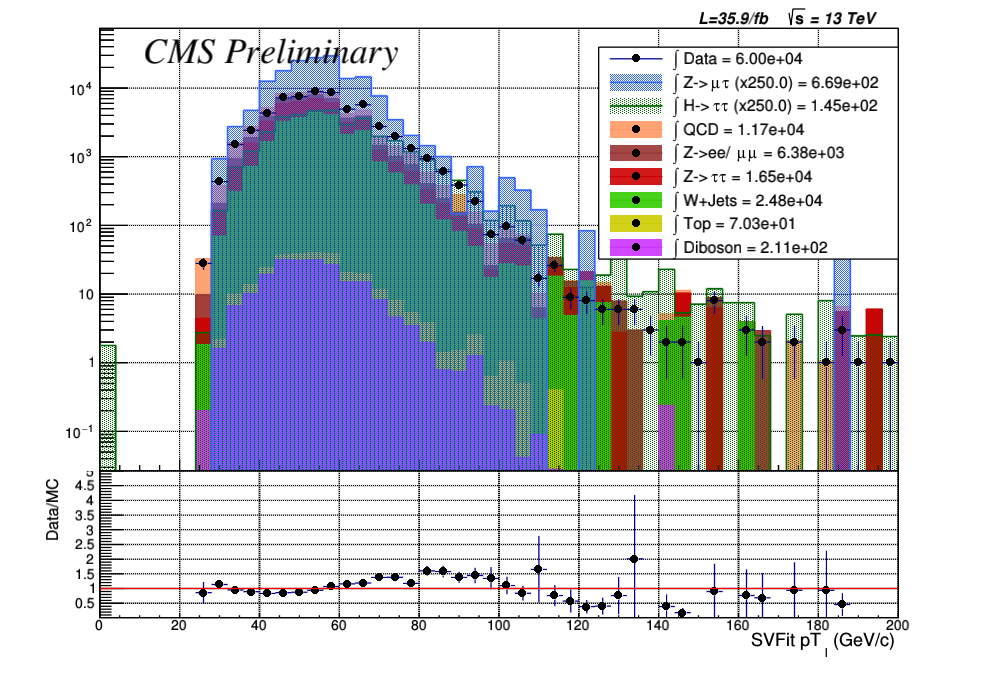 L=35.9/fb √s = 13 TeV
CMS Preliminary
∫ Data = 6.00e+04
∫ Z->μτ (x250.0) = 6.69e+02
∫ H->ττ (x250.0) = 1.45e+02
∫ QCD = 1.17e+04
∫ Z->ee/ μμ = 6.38e+03
∫ Z->ττ = 1.65e+04
∫ W+Jets = 2.48e+04
∫ Top = 7.03e+01
∫ Diboson = 2.11e+02
10⁴
10³
10²
10
1
10⁻¹
Data/MC
5
4.5
4
3.5
3
2.5
2
1.5
1
0.5
0 20 40 60 80 100 120 140 160 180 200
SVFit pT_l (GeV/c)